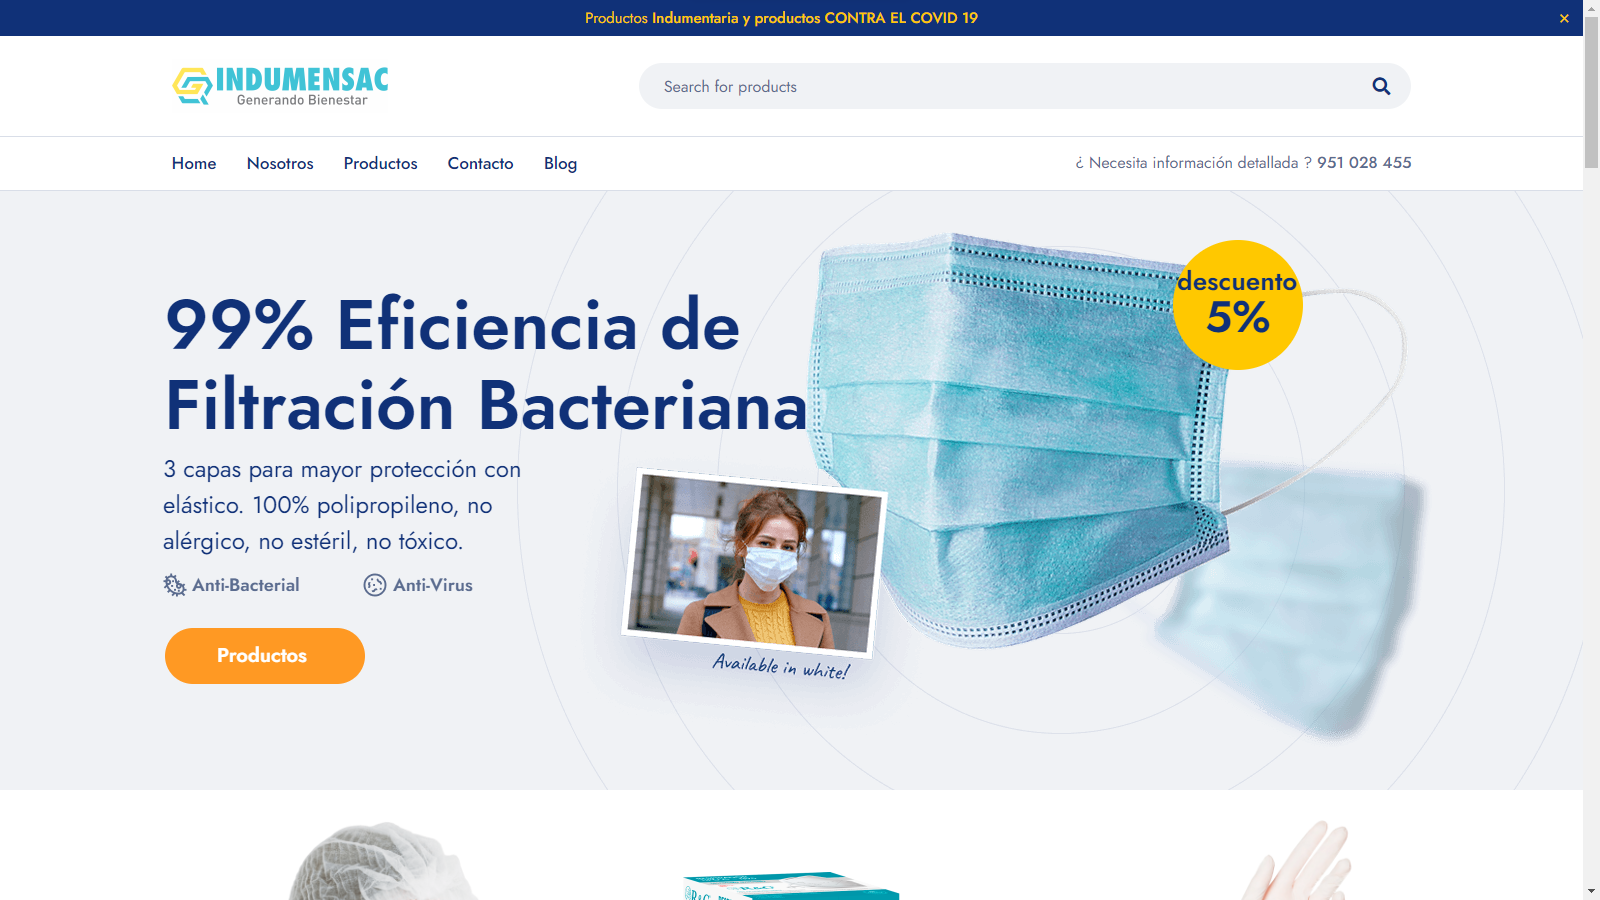 Productos Indumentaria y productos CONTRA EL COVID 19
×
INDUMENSAC
Generando Bienestar
Search for products
Home
Nosotros
Productos
Contacto
Blog
¿ Necesita información detallada ? 951 028 455
descuento
5%
99% Eficiencia de
Filtración Bacteriana
3 capas para mayor protección con
elástico. 100% polipropileno, no
alérgico, no estéril, no tóxico.
Anti-Bacterial
Anti-Virus
Productos
Available in white!